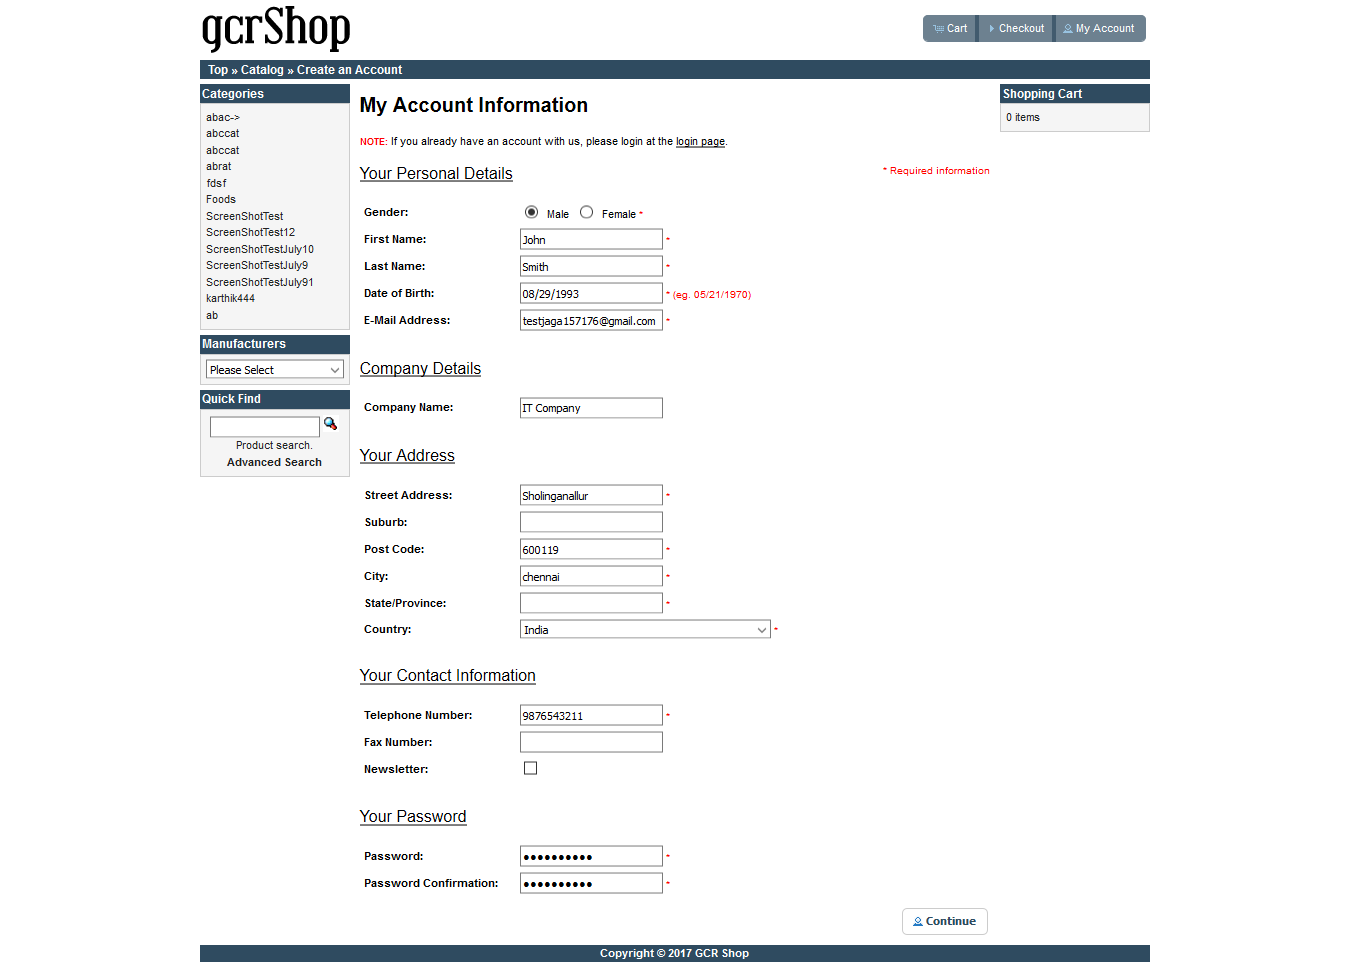 gcrShop
Cart Checkout My Account
Top » Catalog » Create an Account
Categories
abac->
abccat
abccat
abrat
fdsf
Foods
ScreenShotTest
ScreenShotTest12
ScreenShotTestJuly10
ScreenShotTestJuly9
ScreenShotTestJuly91
karthik444
ab
Manufacturers
Please Select
Quick Find
Product search.
Advanced Search
My Account Information
NOTE: If you already have an account with us, please login at the login page.
Your Personal Details
* Required information
Gender: Male Female *
First Name: John *
Last Name: Smith *
Date of Birth: 08/29/1993 * (eg. 05/21/1970)
E-Mail Address: testjaga157176@gmail.com *
Company Details
Company Name: IT Company
Your Address
Street Address: Sholinganallur *
Suburb:
Post Code: 600119 *
City: chennai *
State/Province: *
Country: India *
Your Contact Information
Telephone Number: 9876543211 *
Fax Number:
Newsletter:
Your Password
Password: ●●●●●●●●●● *
Password Confirmation: ●●●●●●●●●● *
Continue
Shopping Cart
0 items
Copyright © 2017 GCR Shop